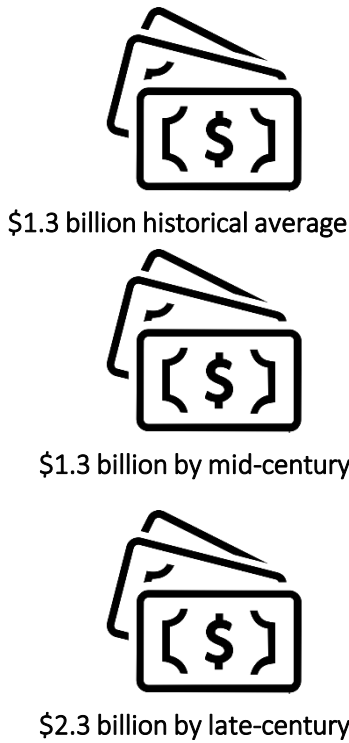 $
$1.3 billion historical average
$
$1.3 billion by mid-century
$
$2.3 billion by late-century